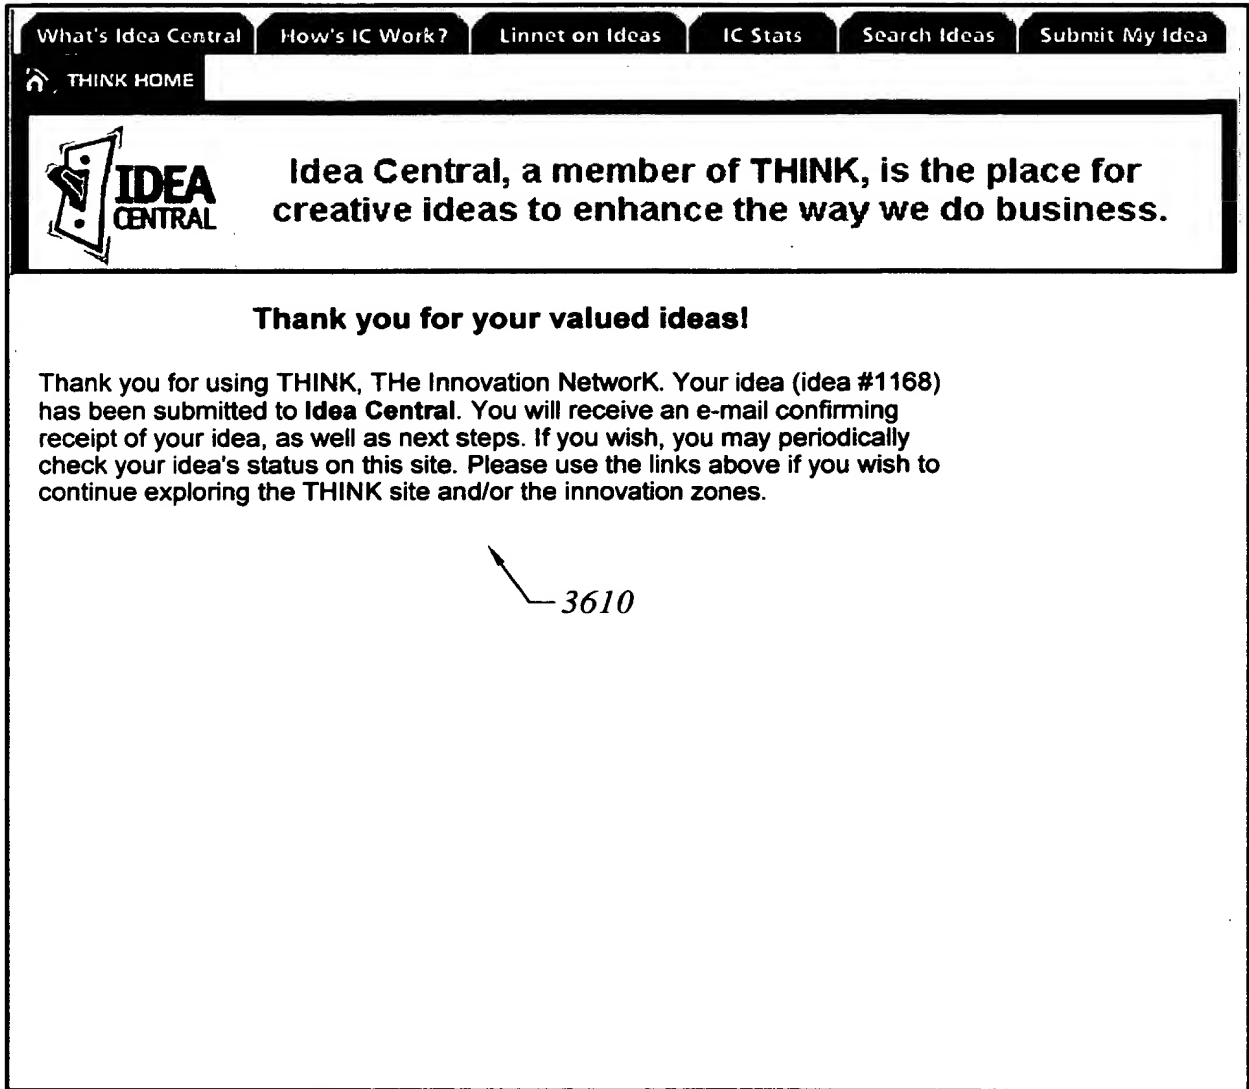 What's Idea Central How's IC Work? Linnet on Ideas IC Stats Search Ideas Submit My Idea
THINK HOME
IDEA
CENTRAL
Idea Central, a member of THINK, is the place for
creative ideas to enhance the way we do business.
Thank you for your valued ideas!
Thank you for using THINK, THe Innovation NetworK. Your idea (idea #1168)
has been submitted to Idea Central. You will receive an e-mail confirming
receipt of your idea, as well as next steps. If you wish, you may periodically
check your idea's status on this site. Please use the links above if you wish to
continue exploring the THINK site and/or the innovation zones.
3610